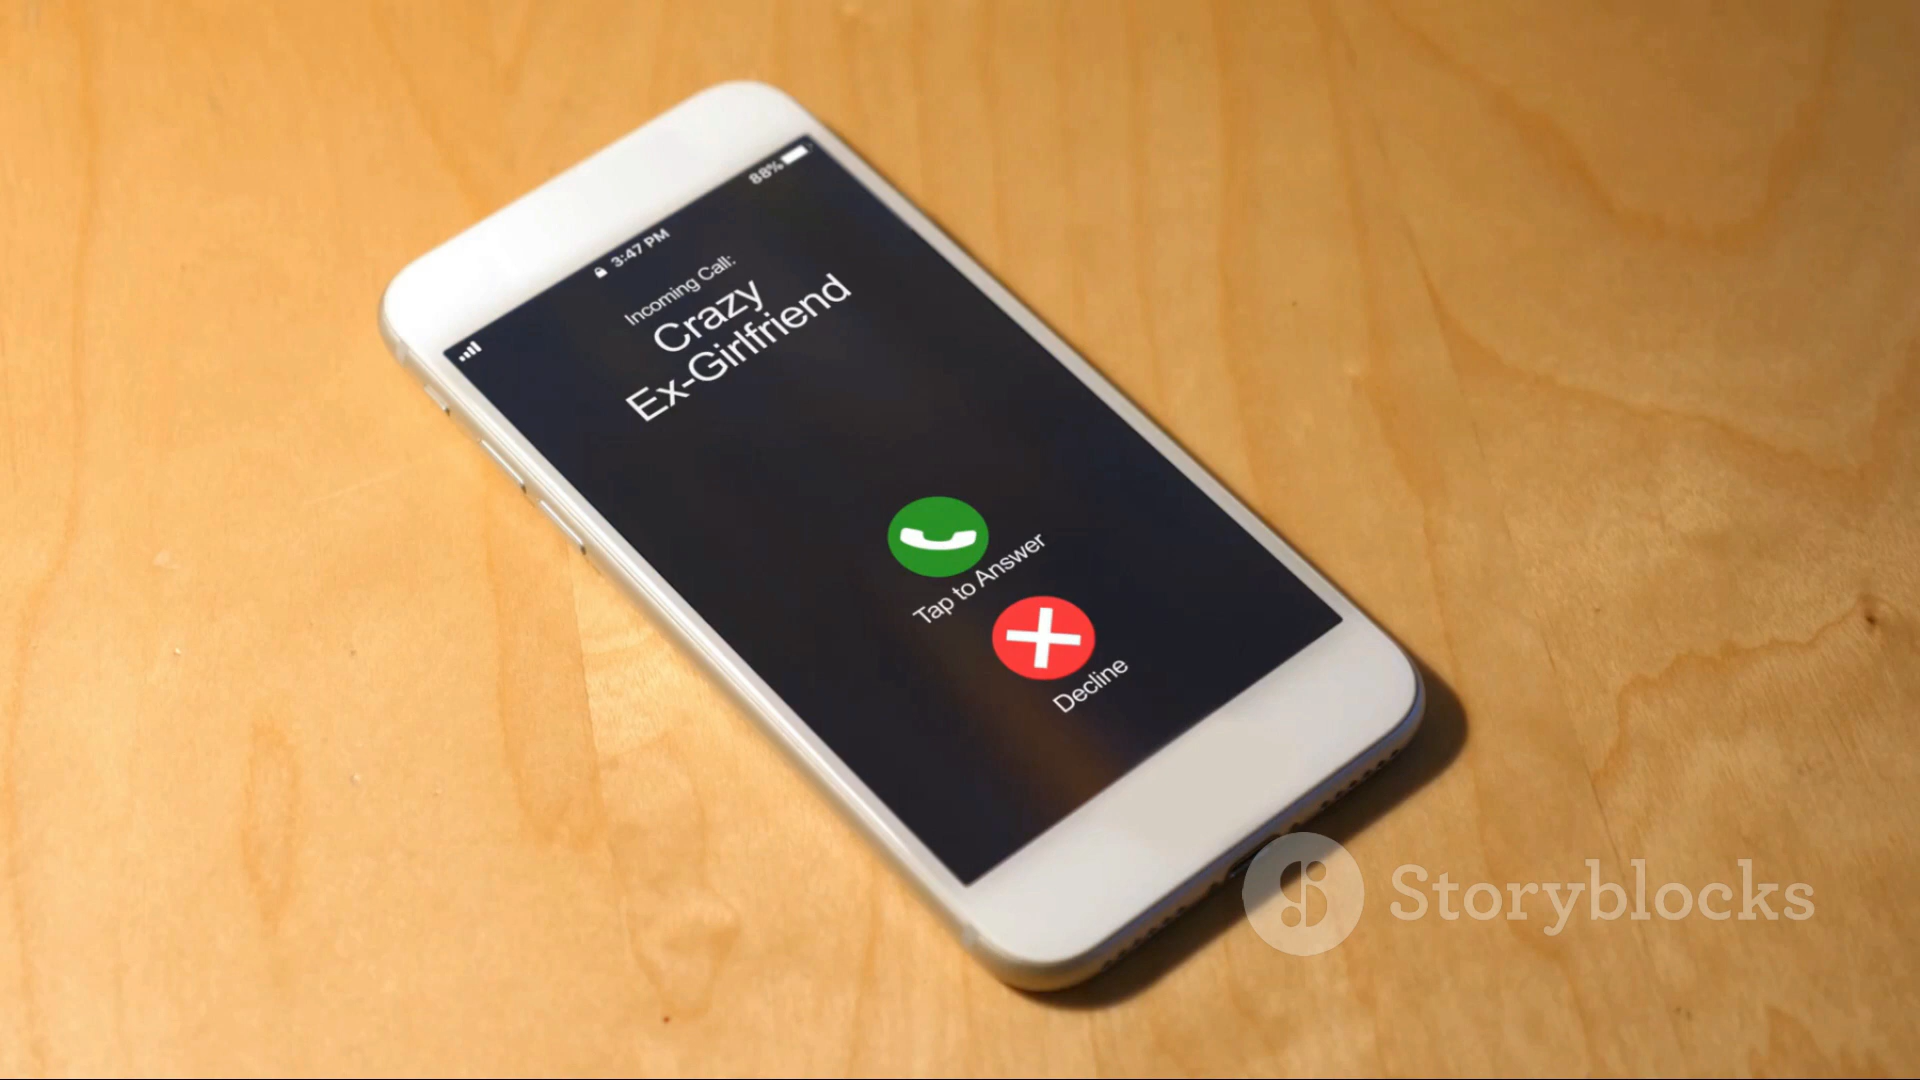 88%
3:47 PM
Incoming Call:
Crazy
Ex-Girlfriend
Tap to Answer
Decline
Storyblocks